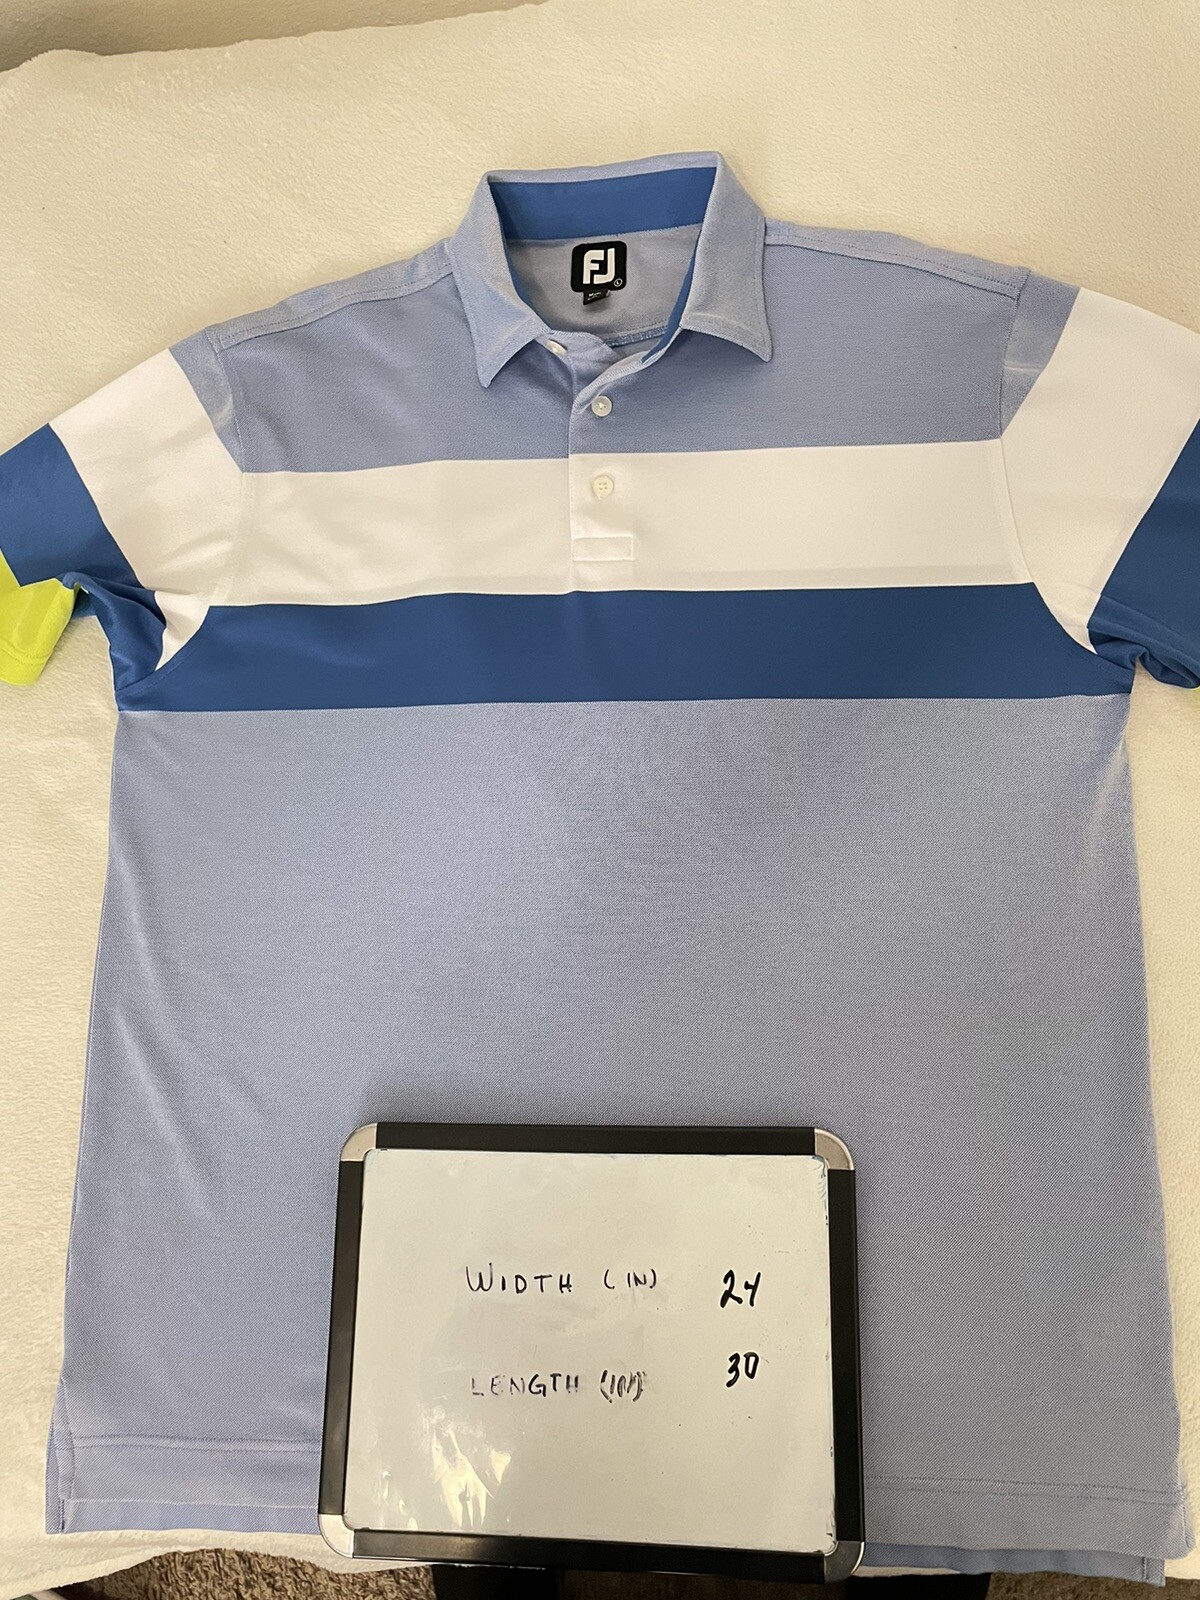 FJ
WIDTH (IN) 24
LENGTH (IN) 30